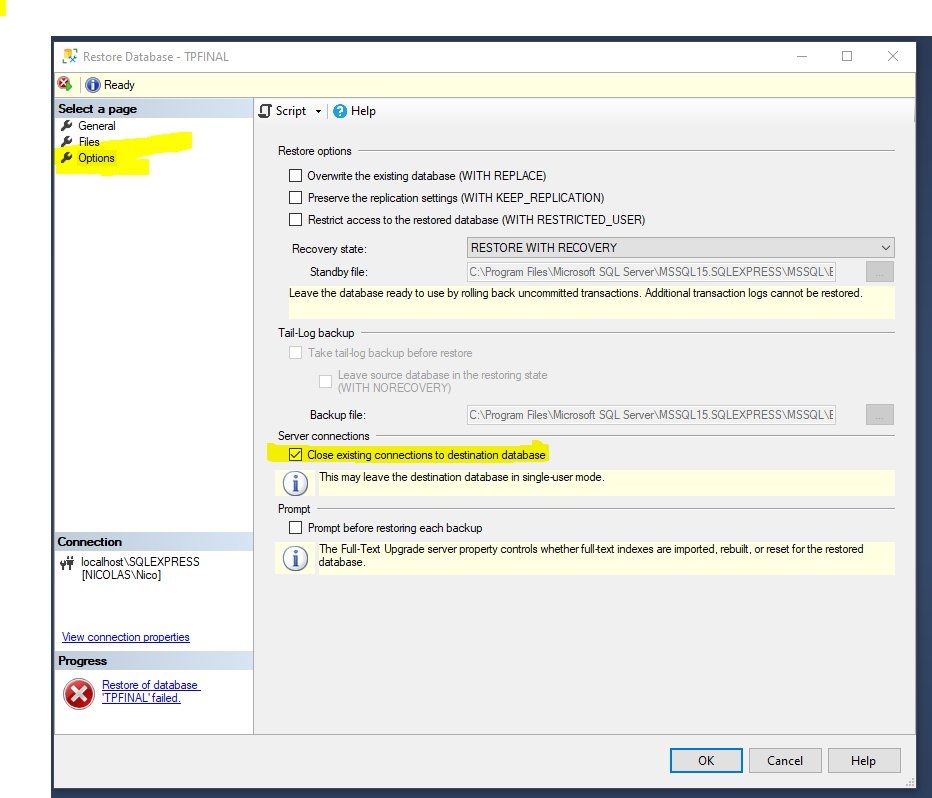 Restore Database - TPFINAL
Ready
Select a page
General
Files
Options
Script
Help
Restore options
Overwrite the existing database (WITH REPLACE)
Preserve the replication settings (WITH KEEP_REPLICATION)
Restrict access to the restored database (WITH RESTRICTED_USER)
Recovery state:
RESTORE WITH RECOVERY
Standby file:
C:\Program Files\Microsoft SQL Server\MSSQL15.SQLEXPRESS\MSSQL\E
...
Leave the database ready to use by rolling back uncommitted transactions. Additional transaction logs cannot be restored.
Tail-Log backup
Take tail-log backup before restore
Leave source database in the restoring state
(WITH NORECOVERY)
Backup file:
C:\Program Files\Microsoft SQL Server\MSSQL15.SQLEXPRESS\MSSQL\E
...
Server connections
Close existing connections to destination database
This may leave the destination database in single-user mode.
Prompt
Prompt before restoring each backup
The Full-Text Upgrade server property controls whether full-text indexes are imported, rebuilt, or reset for the restored
database.
Connection
localhost\SQLEXPRESS
[NICOLAS\Nico]
View connection properties
Progress
Restore of database
'TPFINAL' failed.
OK
Cancel
Help